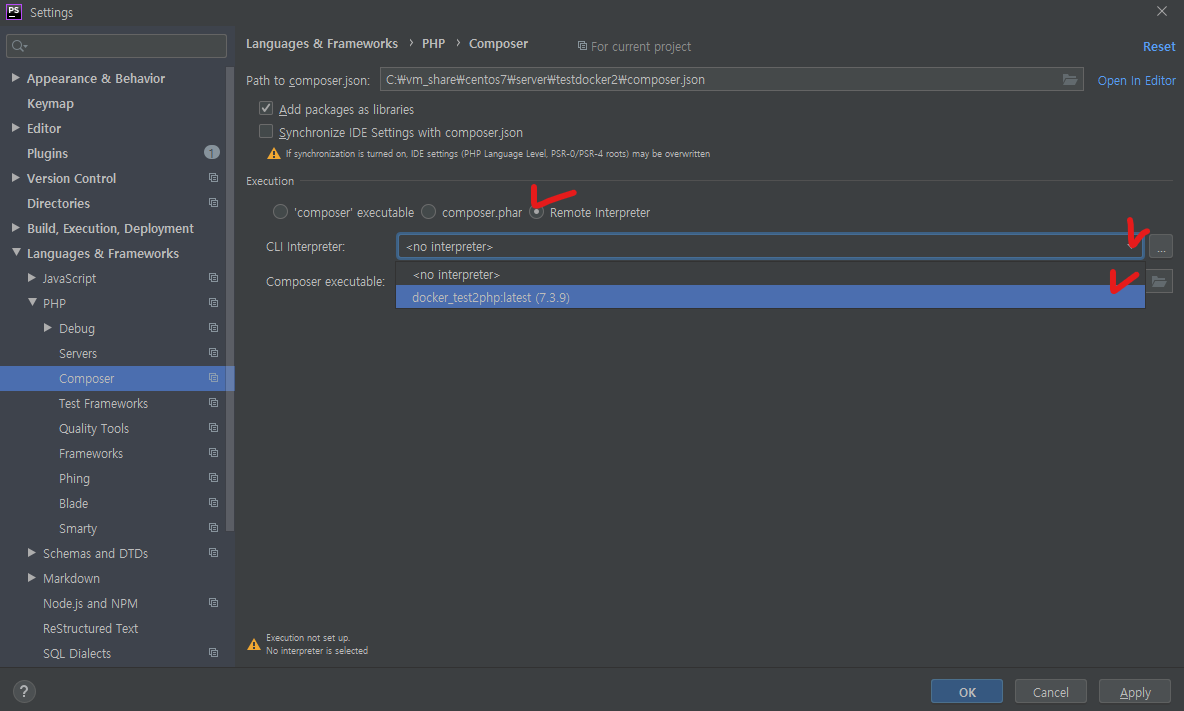 PS Settings
Languages & Frameworks › PHP › Composer For current project Reset
Path to composer.json: C:₩vm_share₩centos7₩server₩testdocker2₩composer.json Open In Editor
Add packages as libraries
Synchronize IDE Settings with composer.json
If synchronization is turned on, IDE settings (PHP Language Level, PSR-0/PSR-4 roots) may be overwritten
Execution
'composer' executable composer.phar Remote Interpreter
CLI Interpreter: <no interpreter> ...
<no interpreter>
Composer executable:
docker_test2php:latest (7.3.9)
Appearance & Behavior
Keymap
Editor
Plugins 1
Version Control
Directories
Build, Execution, Deployment
Languages & Frameworks
JavaScript
PHP
Debug
Servers
Composer
Test Frameworks
Quality Tools
Frameworks
Phing
Blade
Smarty
Schemas and DTDs
Markdown
Node.js and NPM
ReStructured Text
SQL Dialects
Execution not set up.
No interpreter is selected
? OK Cancel Apply